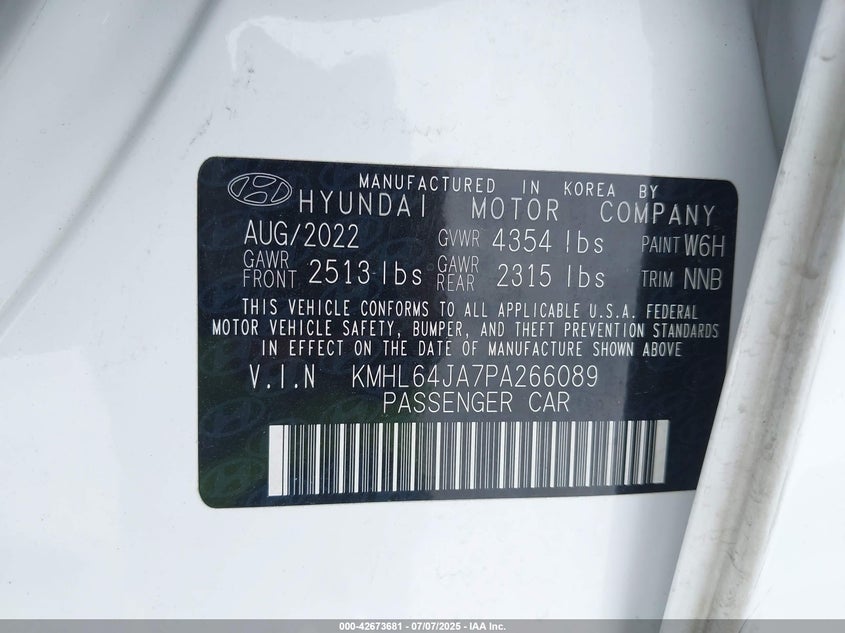 MANUFACTURED IN KOREA BY
HYUNDAI MOTOR COMPANY
AUG/2022 GVWR 4354 lbs PAINT W6H
GAWR FRONT 2513 lbs GAWR REAR 2315 lbs TRIM NNB
THIS VEHICLE CONFORMS TO ALL APPLICABLE U.S.A. FEDERAL
MOTOR VEHICLE SAFETY, BUMPER, AND THEFT PREVENTION STANDARDS
IN EFFECT ON THE DATE OF MANUFACTURE SHOWN ABOVE
V.I.N KMHL64JA7PA266089
PASSENGER CAR
000-42673681 - 07/07/2025 - IAA Inc.